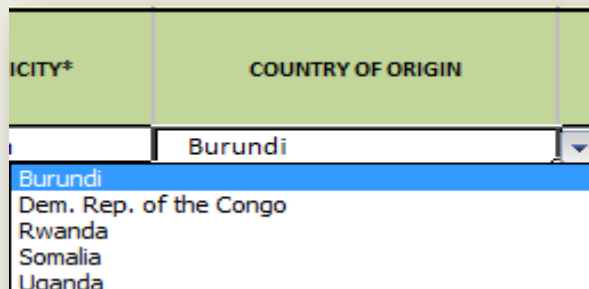 ICITY* COUNTRY OF ORIGIN
Burundi
Burundi
Dem. Rep. of the Congo
Rwanda
Somalia
Uganda